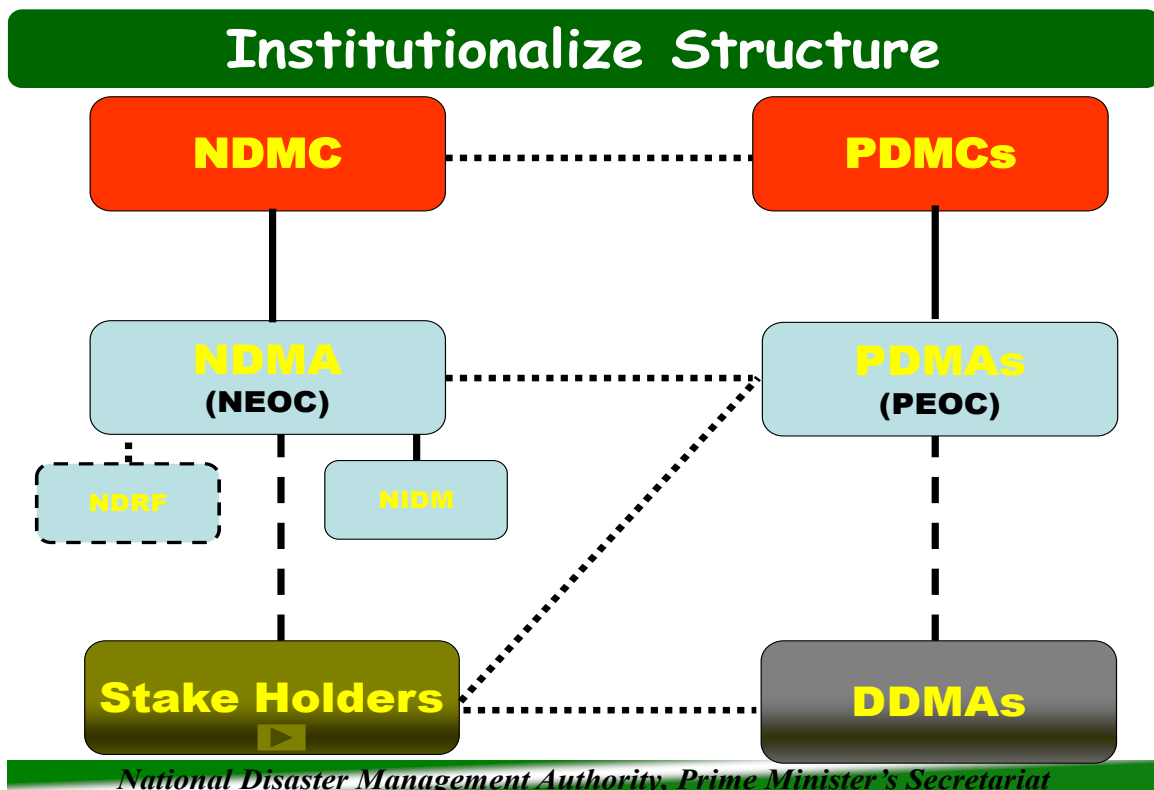 Institutionalize Structure
NDMC
PDMCs
NDMA
(NEOC)
PDMAs
(PEOC)
NDRF
NIDM
Stake Holders
DDMAs
National Disaster Management Authority, Prime Minister's Secretariat